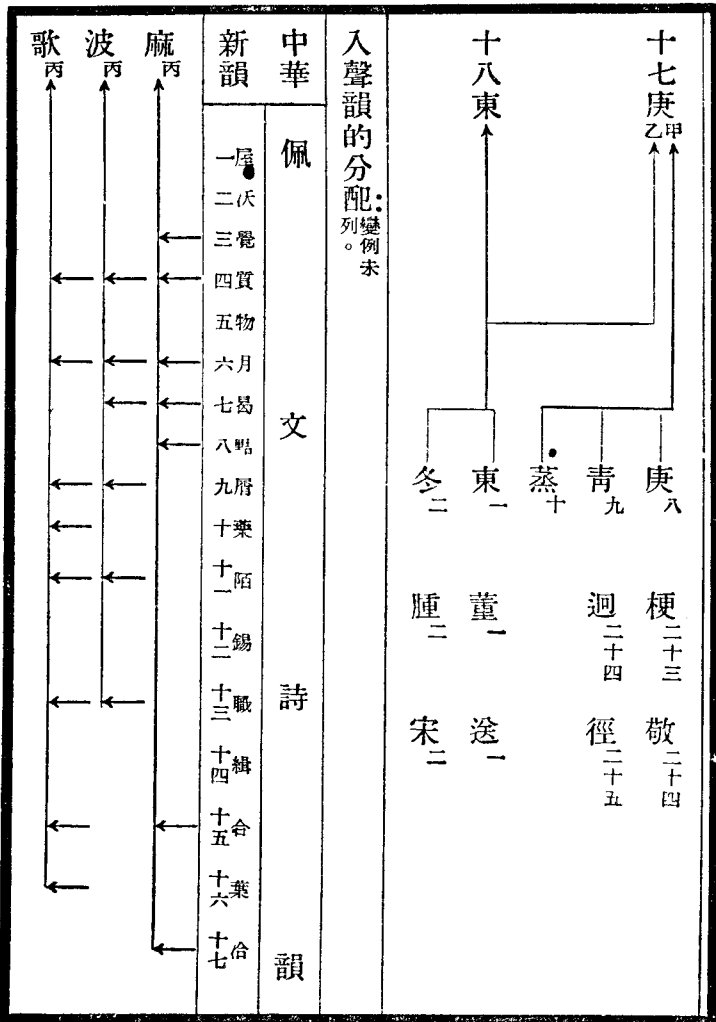 十七庚 甲乙
庚八 梗二十三 敬二十四
青九 迥二十四 徑二十五
蒸十
十八東
東一 董一 送一
冬二 腫二 宋二
入聲韻的分配：變例未列。
中華新韻
佩文詩韻
一屋
二沃
三覺
四質
五物
六月
七曷
八黠
九屑
十藥
十一陌
十二錫
十三職
十四緝
十五合
十六葉
十七洽
麻丙
波丙
歌丙